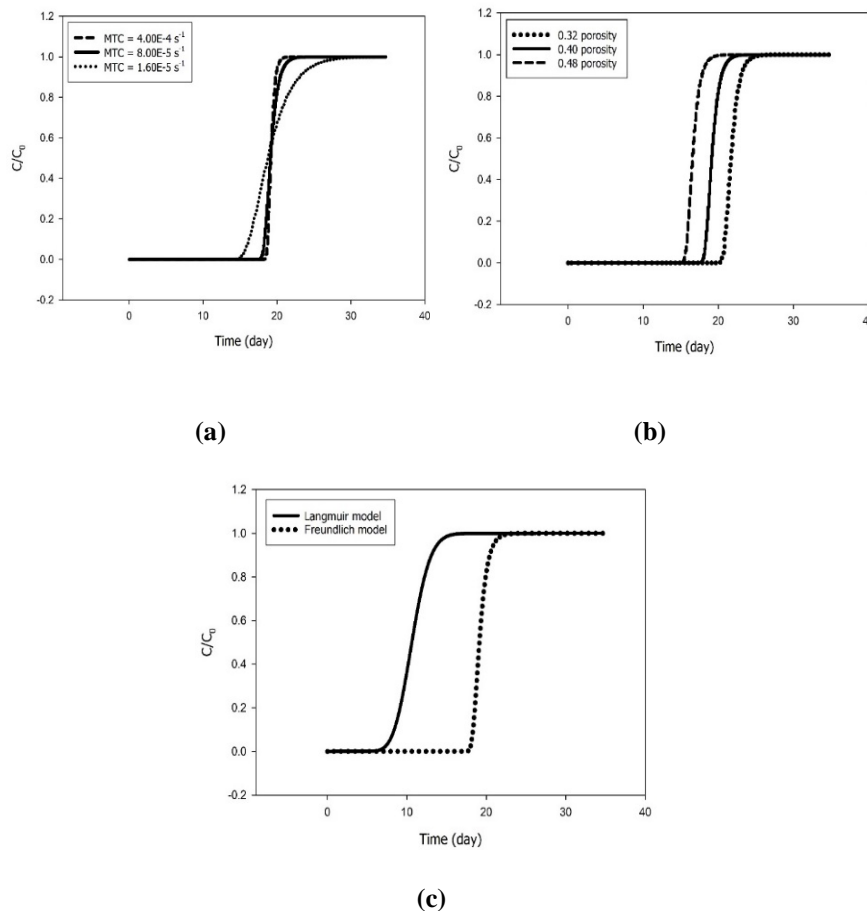 1.2
1.0
0.8
0.6
0.4
0.2
0.0
-0.2
C/C₀
MTC = 4.00E-4 s⁻¹
MTC = 8.00E-5 s⁻¹
MTC = 1.60E-5 s⁻¹
0 10 20 30 40
Time (day)
(a)
1.2
1.0
0.8
0.6
0.4
0.2
0.0
-0.2
C/C₀
0.32 porosity
0.40 porosity
0.48 porosity
0 10 20 30 40
Time (day)
(b)
1.2
1.0
0.8
0.6
0.4
0.2
0.0
-0.2
C/C₀
Langmuir model
Freundlich model
0 10 20 30 40
Time (day)
(c)